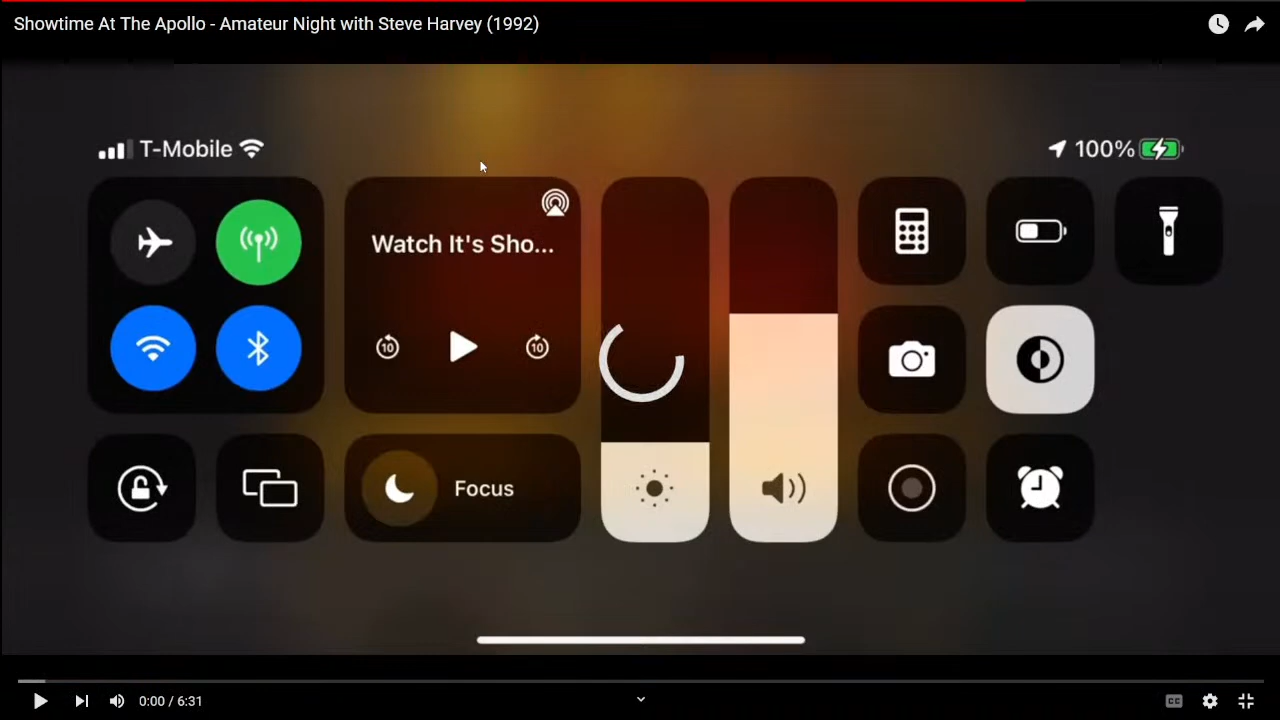 Showtime At The Apollo - Amateur Night with Steve Harvey (1992)
T-Mobile
100%
Watch It's Sho...
10
10
Focus
0:00 / 6:31
CC